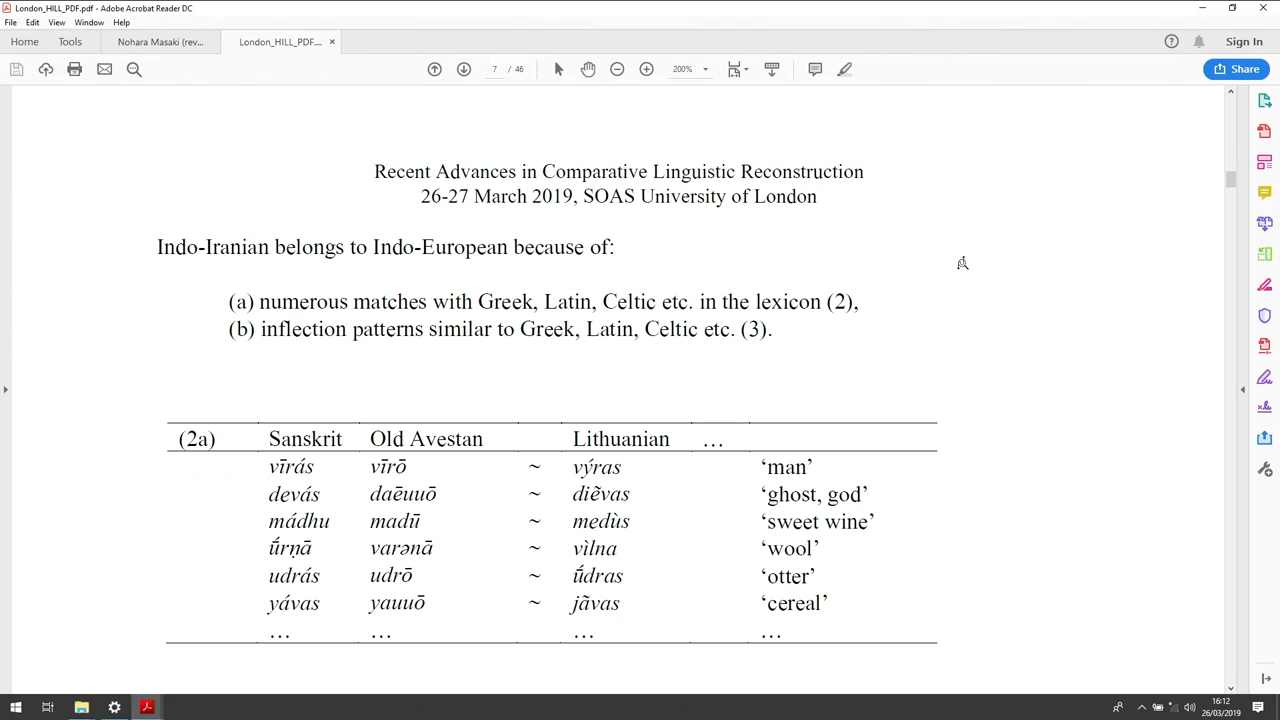 London_HILL_PDF.pdf - Adobe Acrobat Reader DC
File Edit View Window Help
Home Tools Nohara Masaki (rev... London_HILL_PDF.... × Sign In
7 / 46 200% Share
Recent Advances in Comparative Linguistic Reconstruction
26-27 March 2019, SOAS University of London
Indo-Iranian belongs to Indo-European because of:
(a) numerous matches with Greek, Latin, Celtic etc. in the lexicon (2),
(b) inflection patterns similar to Greek, Latin, Celtic etc. (3).
(2a) Sanskrit Old Avestan Lithuanian …
vīrás vīrō ~ výras ‘man’
devás daēuuō ~ diẽvas ‘ghost, god’
mádhu madū ~ medùs ‘sweet wine’
ū́rṇā varənā ~ vìlna ‘wool’
udrás udrō ~ ū́dras ‘otter’
yávas yauuō ~ jãvas ‘cereal’
… … … …
16:12
26/03/2019